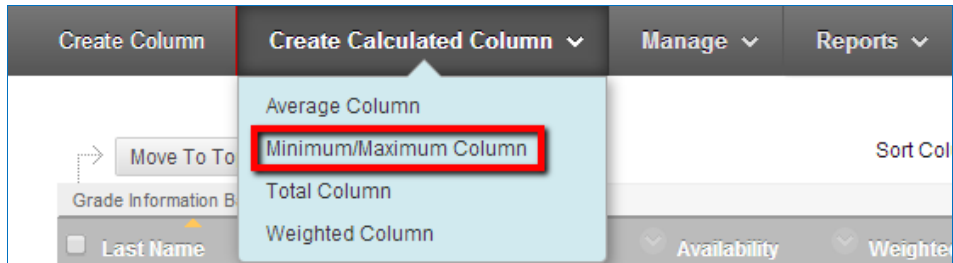 Create Column Create Calculated Column Manage Reports
Average Column
Minimum/Maximum Column
Move To To Sort Col
Total Column
Grade Information B
Weighted Column
Last Name Availability Weighted